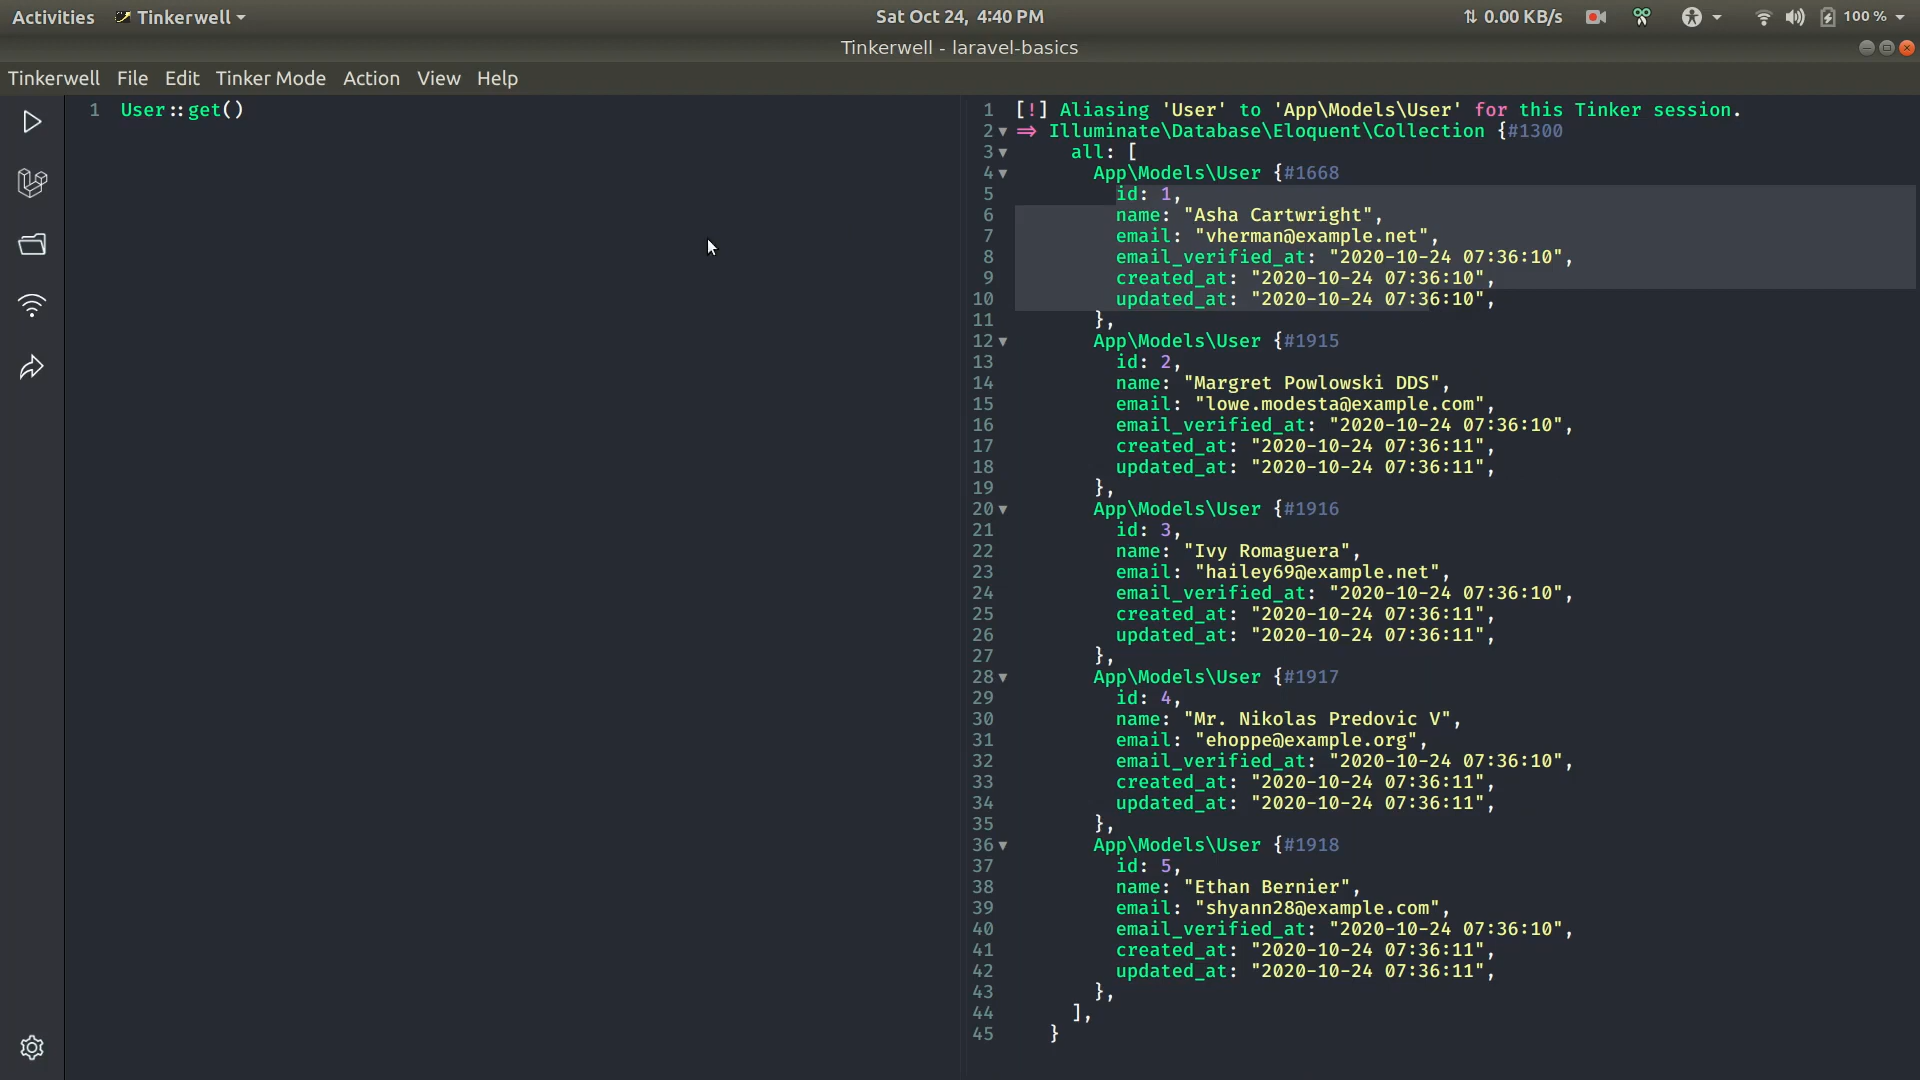 Activities Tinkerwell Sat Oct 24, 4:40 PM 0.00 KB/s 100 %
Tinkerwell - laravel-basics
Tinkerwell File Edit Tinker Mode Action View Help
1 User::get()
1 [!] Aliasing 'User' to 'App\Models\User' for this Tinker session.
2 ⇒ Illuminate\Database\Eloquent\Collection {#1300
3 all: [
4 App\Models\User {#1668
5 id: 1,
6 name: "Asha Cartwright",
7 email: "vherman@example.net",
8 email_verified_at: "2020-10-24 07:36:10",
9 created_at: "2020-10-24 07:36:10",
10 updated_at: "2020-10-24 07:36:10",
11 },
12 App\Models\User {#1915
13 id: 2,
14 name: "Margret Powlowski DDS",
15 email: "lowe.modesta@example.com",
16 email_verified_at: "2020-10-24 07:36:10",
17 created_at: "2020-10-24 07:36:11",
18 updated_at: "2020-10-24 07:36:11",
19 },
20 App\Models\User {#1916
21 id: 3,
22 name: "Ivy Romaguera",
23 email: "hailey69@example.net",
24 email_verified_at: "2020-10-24 07:36:10",
25 created_at: "2020-10-24 07:36:11",
26 updated_at: "2020-10-24 07:36:11",
27 },
28 App\Models\User {#1917
29 id: 4,
30 name: "Mr. Nikolas Predovic V",
31 email: "ehoppe@example.org",
32 email_verified_at: "2020-10-24 07:36:10",
33 created_at: "2020-10-24 07:36:11",
34 updated_at: "2020-10-24 07:36:11",
35 },
36 App\Models\User {#1918
37 id: 5,
38 name: "Ethan Bernier",
39 email: "shyann28@example.com",
40 email_verified_at: "2020-10-24 07:36:10",
41 created_at: "2020-10-24 07:36:11",
42 updated_at: "2020-10-24 07:36:11",
43 },
44 ],
45 }